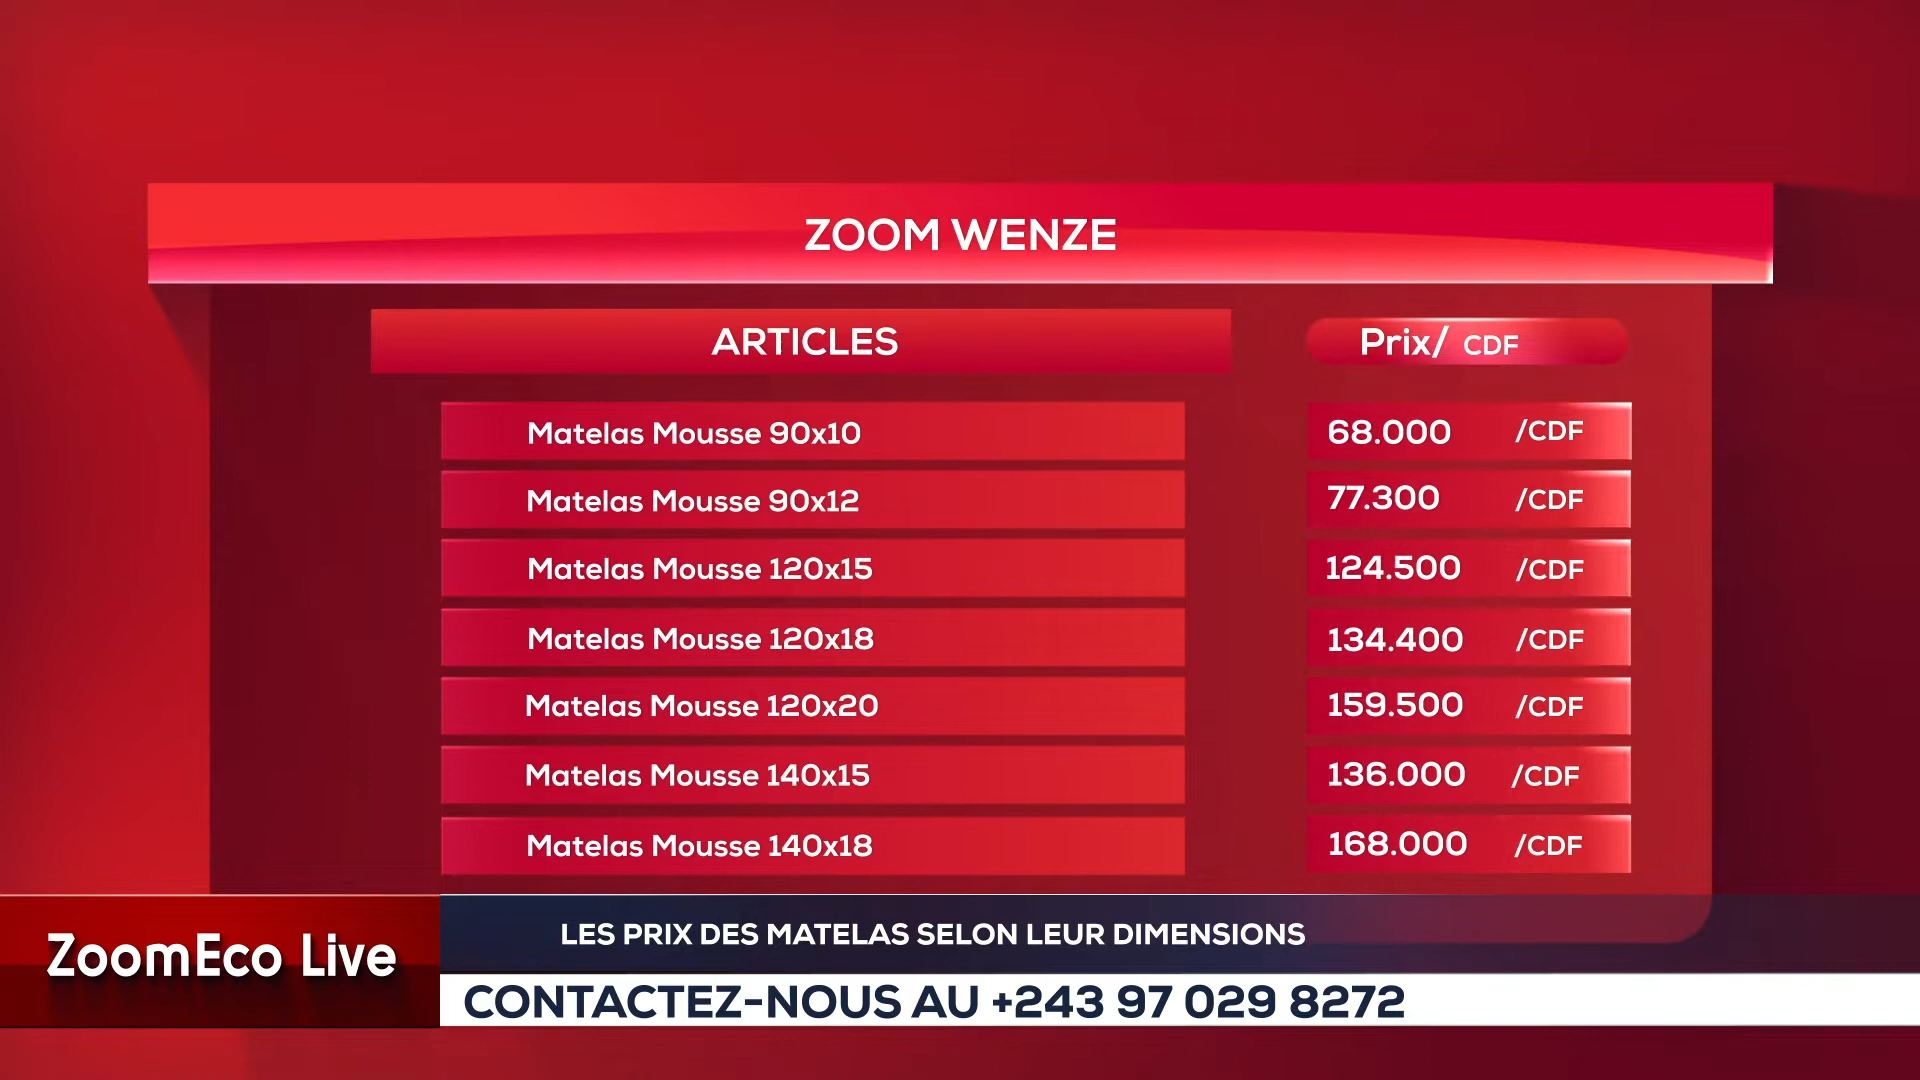 ZOOM WENZE
ARTICLES Prix/ CDF
Matelas Mousse 90x10 68.000 /CDF
Matelas Mousse 90x12 77.300 /CDF
Matelas Mousse 120x15 124.500 /CDF
Matelas Mousse 120x18 134.400 /CDF
Matelas Mousse 120x20 159.500 /CDF
Matelas Mousse 140x15 136.000 /CDF
Matelas Mousse 140x18 168.000 /CDF
LES PRIX DES MATELAS SELON LEUR DIMENSIONS
ZoomEco Live
CONTACTEZ-NOUS AU +243 97 029 8272